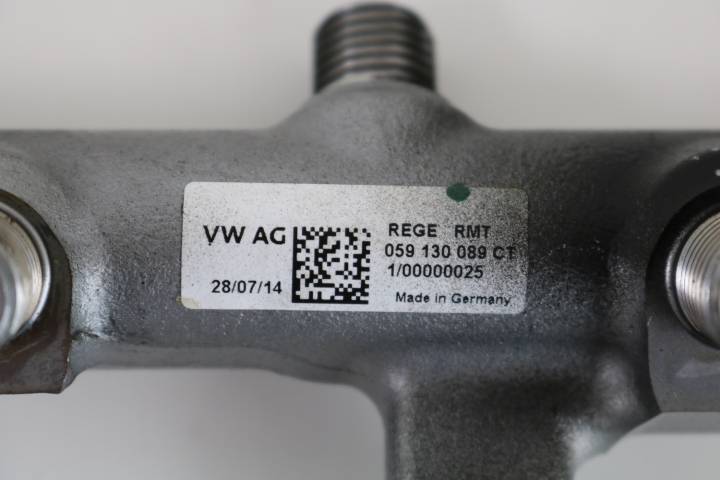 VW AG
28/07/14
REGE RMT
059 130 089 CT
1/00000025
Made in Germany